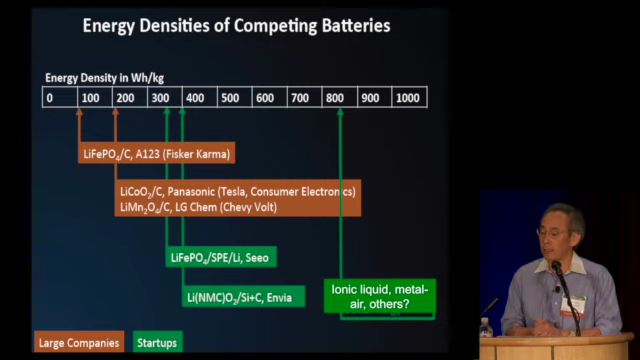 Energy Densities of Competing Batteries
Energy Density in Wh/kg
0 100 200 300 400 500 600 700 800 900 1000
LiFePO₄/C, A123 (Fisker Karma)
LiCoO₂/C, Panasonic (Tesla, Consumer Electronics)
LiMn₂O₄/C, LG Chem (Chevy Volt)
LiFePO₄/SPE/Li, Seeo
Li(NMC)O₂/Si+C, Envia
Ionic liquid, metal-
air, others?
Large Companies
Startups